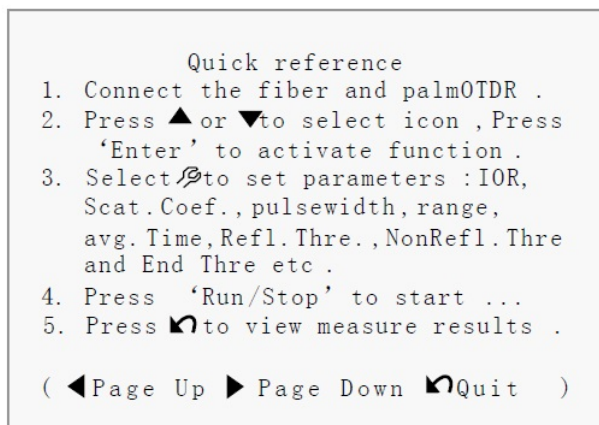 Quick reference
1. Connect the fiber and palmOTDR .
2. Press ▲ or ▼to select icon , Press
‘Enter’ to activate function .
3. Select to set parameters : IOR,
Scat. Coef. , pulsewidth, range,
avg. Time, Refl. Thre. , NonRefl. Thre
and End Thre etc .
4. Press ‘Run/Stop’ to start ...
5. Press ↶ to view measure results .
( ◀Page Up ▶ Page Down ↶Quit )